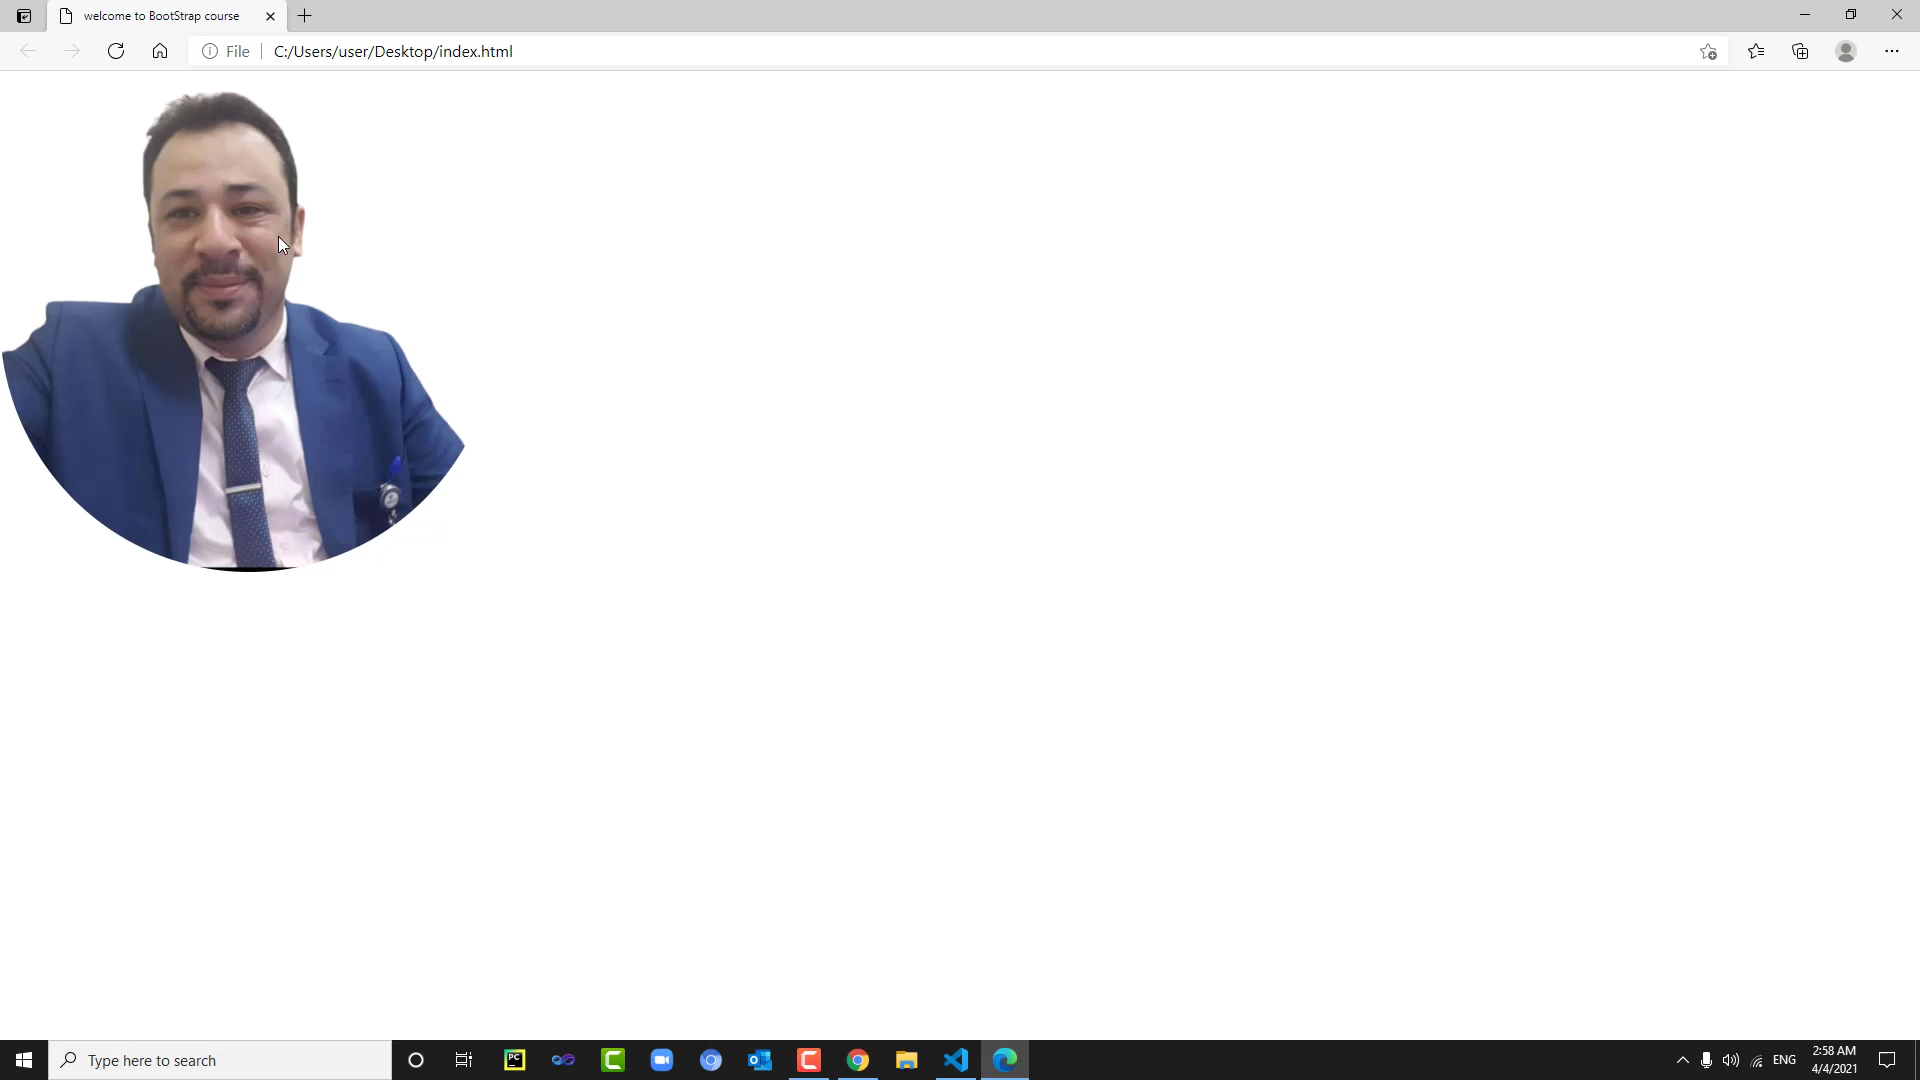 welcome to BootStrap course
File
C:/Users/user/Desktop/index.html
Type here to search
PC
ENG
2:58 AM
4/4/2021